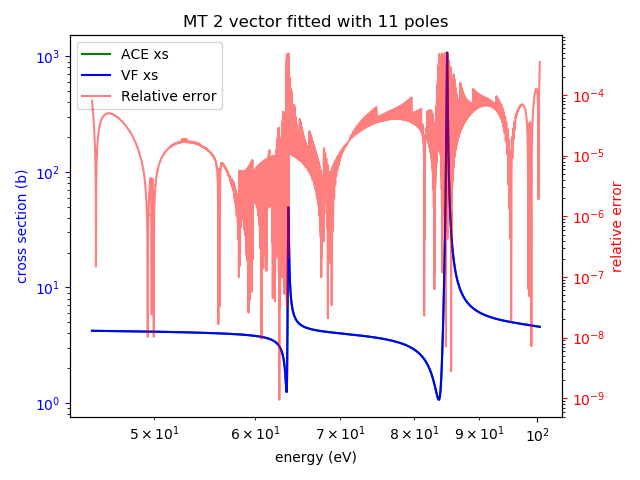 MT 2 vector fitted with 11 poles
ACE xs
VF xs
Relative error
cross section (b)
10³
10²
10¹
10⁰
relative error
10⁻⁴
10⁻⁵
10⁻⁶
10⁻⁷
10⁻⁸
10⁻⁹
5 × 10¹ 6 × 10¹ 7 × 10¹ 8 × 10¹ 9 × 10¹ 10²
energy (eV)